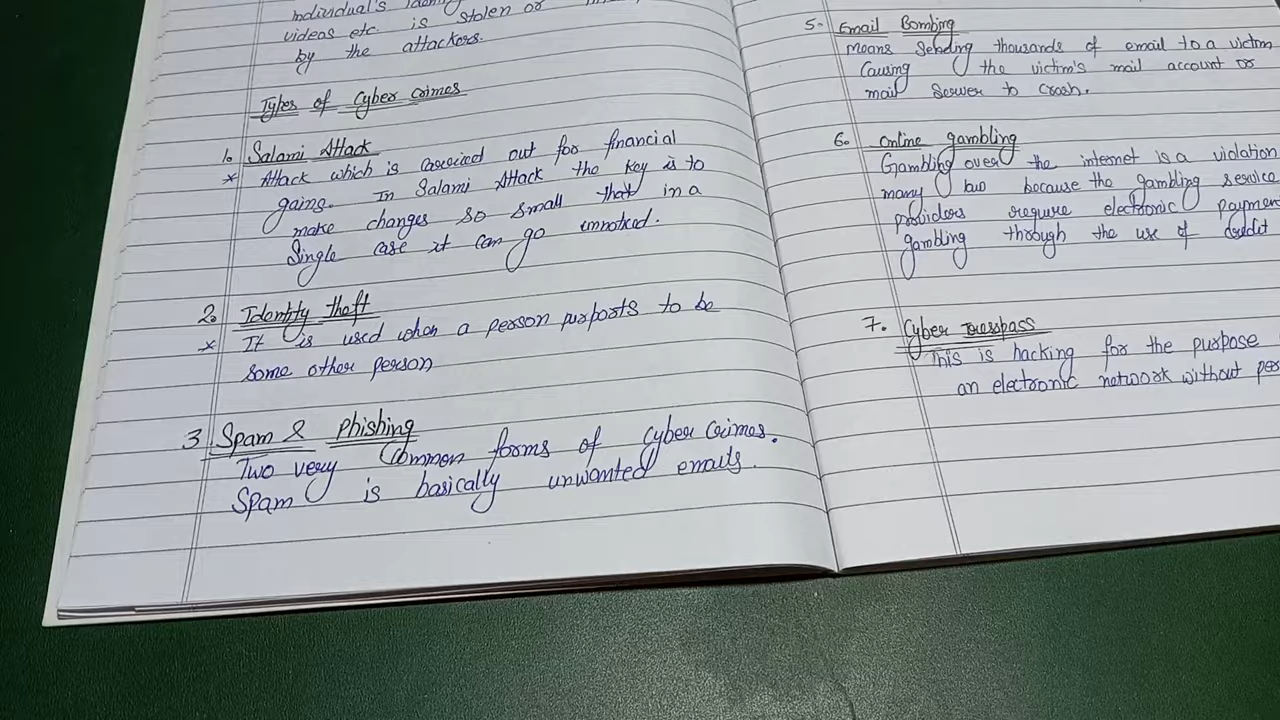 individual's
videos etc. is stolen or
by the attackers.
Types of Cyber crimes
1. Salami Attack
* Attack which is carried out for financial
gains. In Salami Attack the key is to
make changes so small that in a
Single case it can go unnoticed.
2. Identity theft
* It is used when a person purports to be
some other person
3 Spam & Phishing
Two very Common forms of Cyber Crimes.
Spam is basically unwanted emails.
5- Email Bombing
means Sending thousands of email to a victim
Causing the victim's mail account or
mail Server to Crash.
6. Online gambling
Gambling over the internet is a violation
many because the gambling service
providers require electronic payment
gambling through the use of credit
7. Cyber Tresspass
This is hacking for the purpose
an electronic network without per